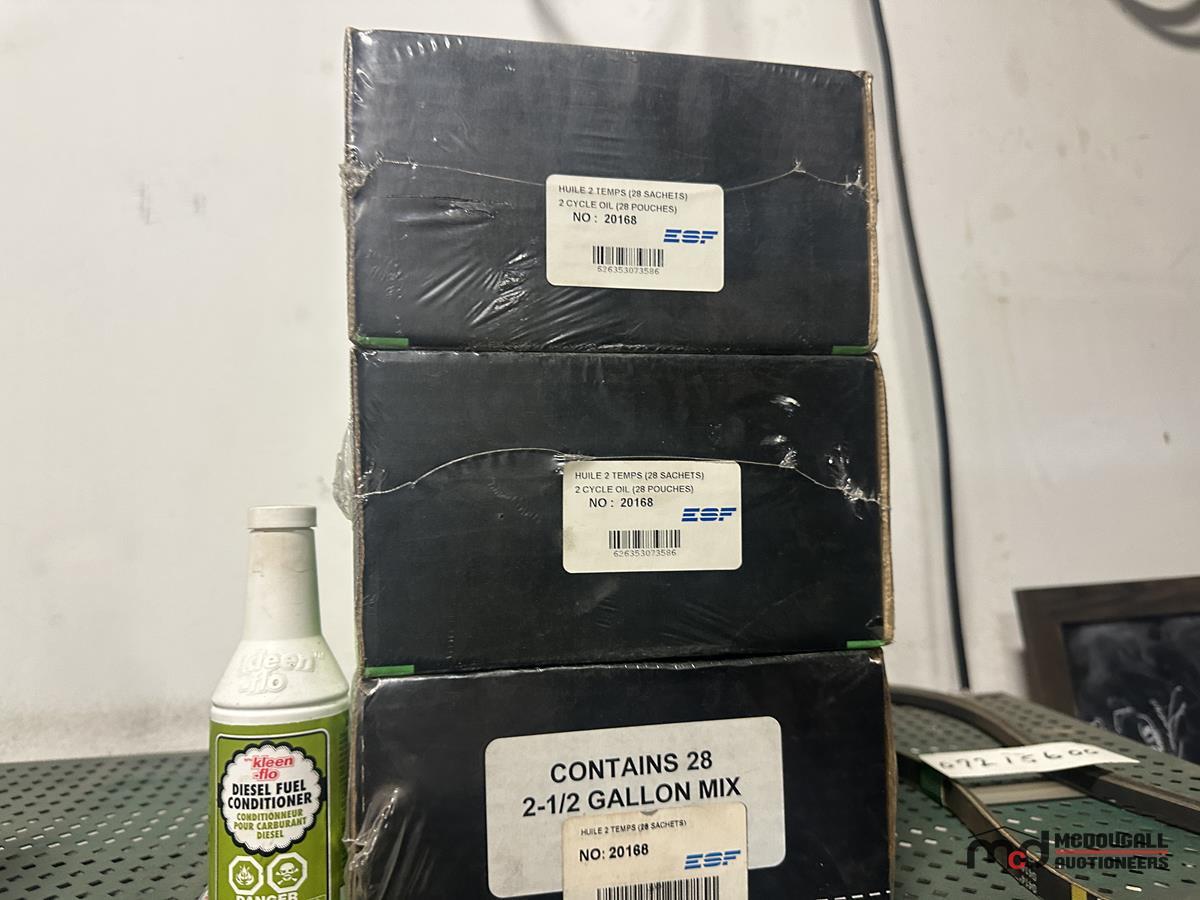 HUILE 2 TEMPS (28 SACHETS)
2 CYCLE OIL (28 POUCHES)
NO : 20168
ESF
626353073586
HUILE 2 TEMPS (28 SACHETS)
2 CYCLE OIL (28 POUCHES)
NO : 20168
ESF
626353073586
CONTAINS 28
2-1/2 GALLON MIX
HUILE 2 TEMPS (28 SACHETS)
NO: 20168
ESF
kleen
-flo
kleen
-flo
DIESEL FUEL
CONDITIONER
CONDITIONNEUR
POUR CARBURANT
DIESEL
DANGER
mcd
MCDOUGALL
AUCTIONEERS